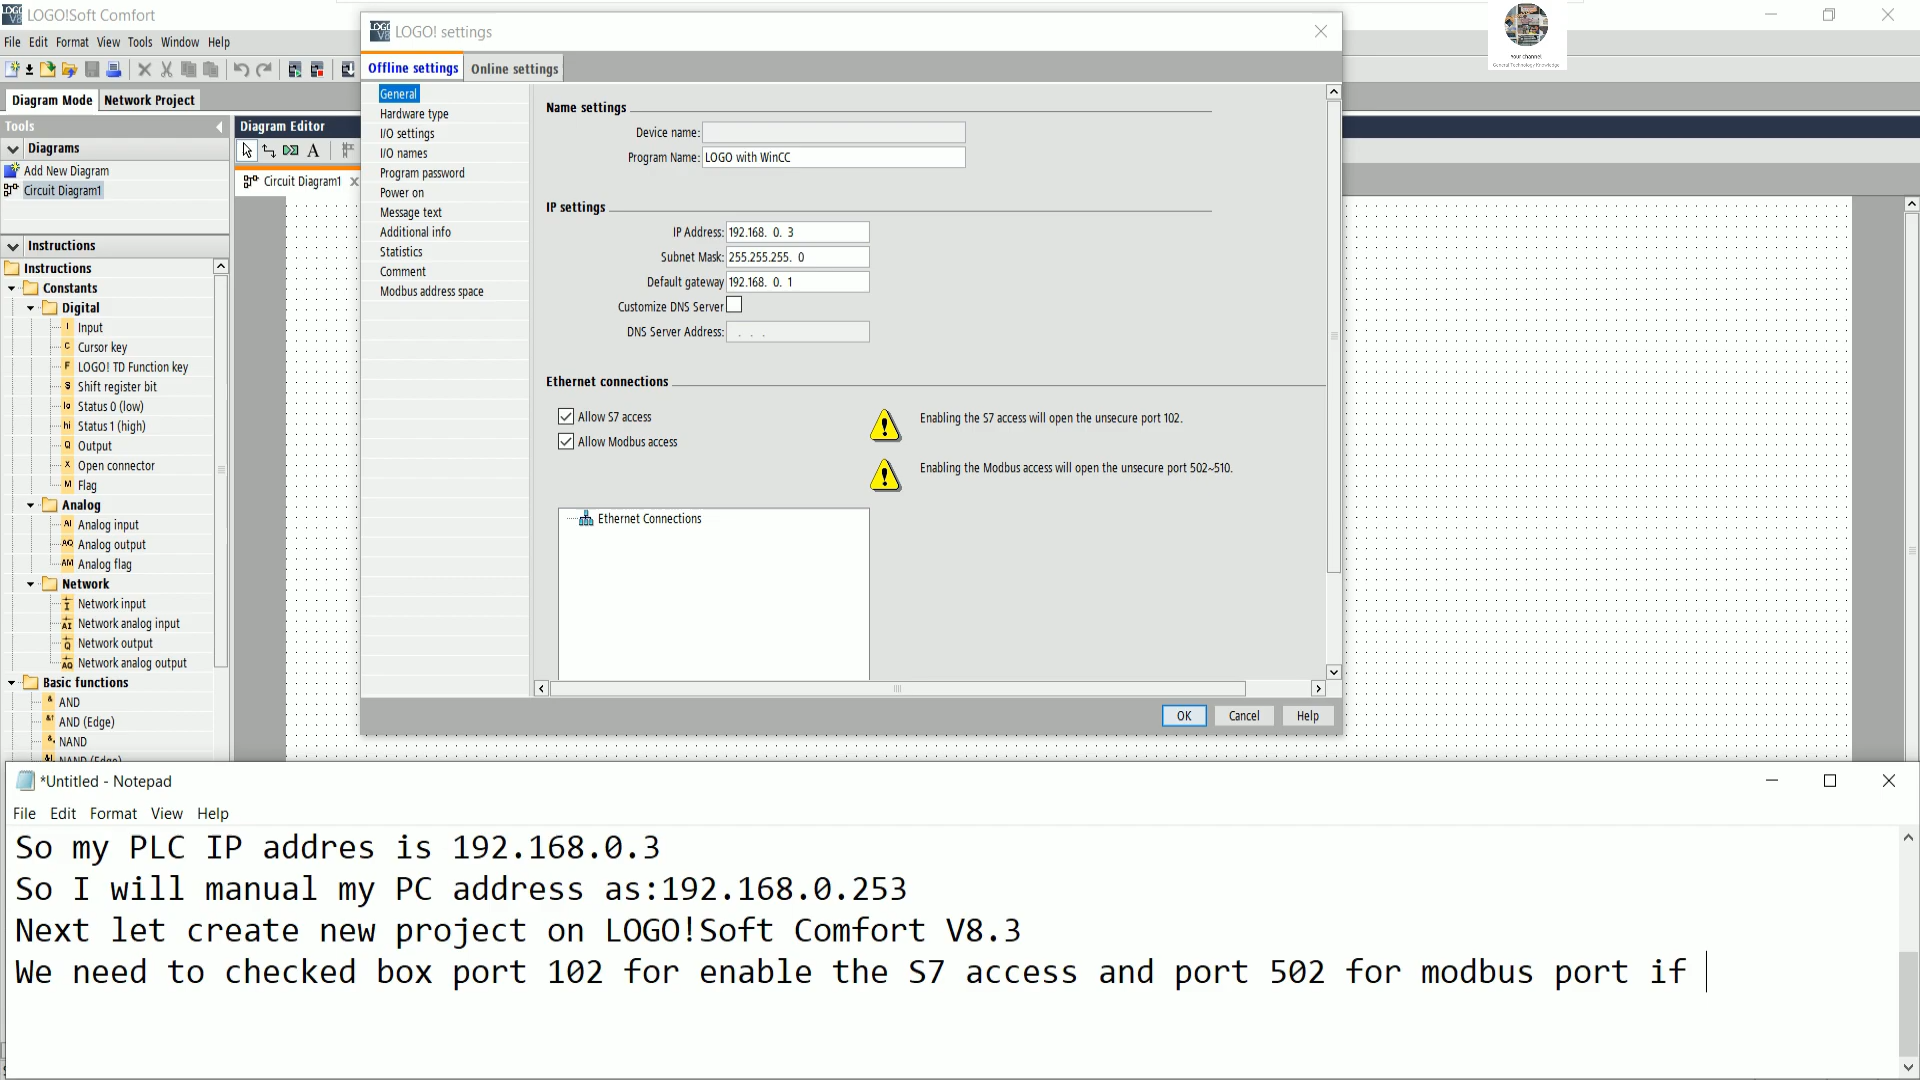 LOGO!Soft Comfort
File Edit Format View Tools Window Help
Diagram Mode Network Project
Tools
Diagrams
Add New Diagram
Circuit Diagram1
Instructions
Instructions
Constants
Digital
Input
Cursor key
LOGO! TD Function key
Shift register bit
Status 0 (low)
Status 1 (high)
Output
Open connector
Flag
Analog
Analog input
Analog output
Analog flag
Network
Network input
Network analog input
Network output
Network analog output
Basic functions
AND
AND (Edge)
NAND
NAND (Edge)
Diagram Editor
Circuit Diagram1
LOGO! settings
Offline settings Online settings
General
Hardware type
I/O settings
I/O names
Program password
Power on
Message text
Additional info
Statistics
Comment
Modbus address space
Name settings
Device name:
Program Name: LOGO with WinCC
IP settings
IP Address: 192.168. 0. 3
Subnet Mask: 255.255.255. 0
Default gateway 192.168. 0. 1
Customize DNS Server
DNS Server Address: . . .
Ethernet connections
Allow S7 access
Enabling the S7 access will open the unsecure port 102.
Allow Modbus access
Enabling the Modbus access will open the unsecure port 502~510.
Ethernet Connections
OK Cancel Help
Your channel
General Technology Knowledge
*Untitled - Notepad
File Edit Format View Help
So my PLC IP addres is 192.168.0.3
So I will manual my PC address as:192.168.0.253
Next let create new project on LOGO!Soft Comfort V8.3
We need to checked box port 102 for enable the S7 access and port 502 for modbus port if